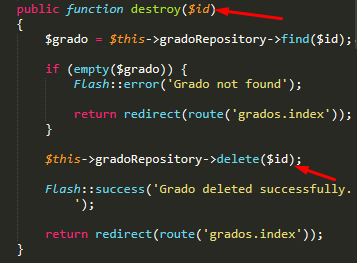 public function destroy($id)
{
$grado = $this->gradoRepository->find($id);
if (empty($grado)) {
Flash::error('Grado not found');
return redirect(route('grados.index'));
}
$this->gradoRepository->delete($id);
Flash::success('Grado deleted successfully.
');
return redirect(route('grados.index'));
}